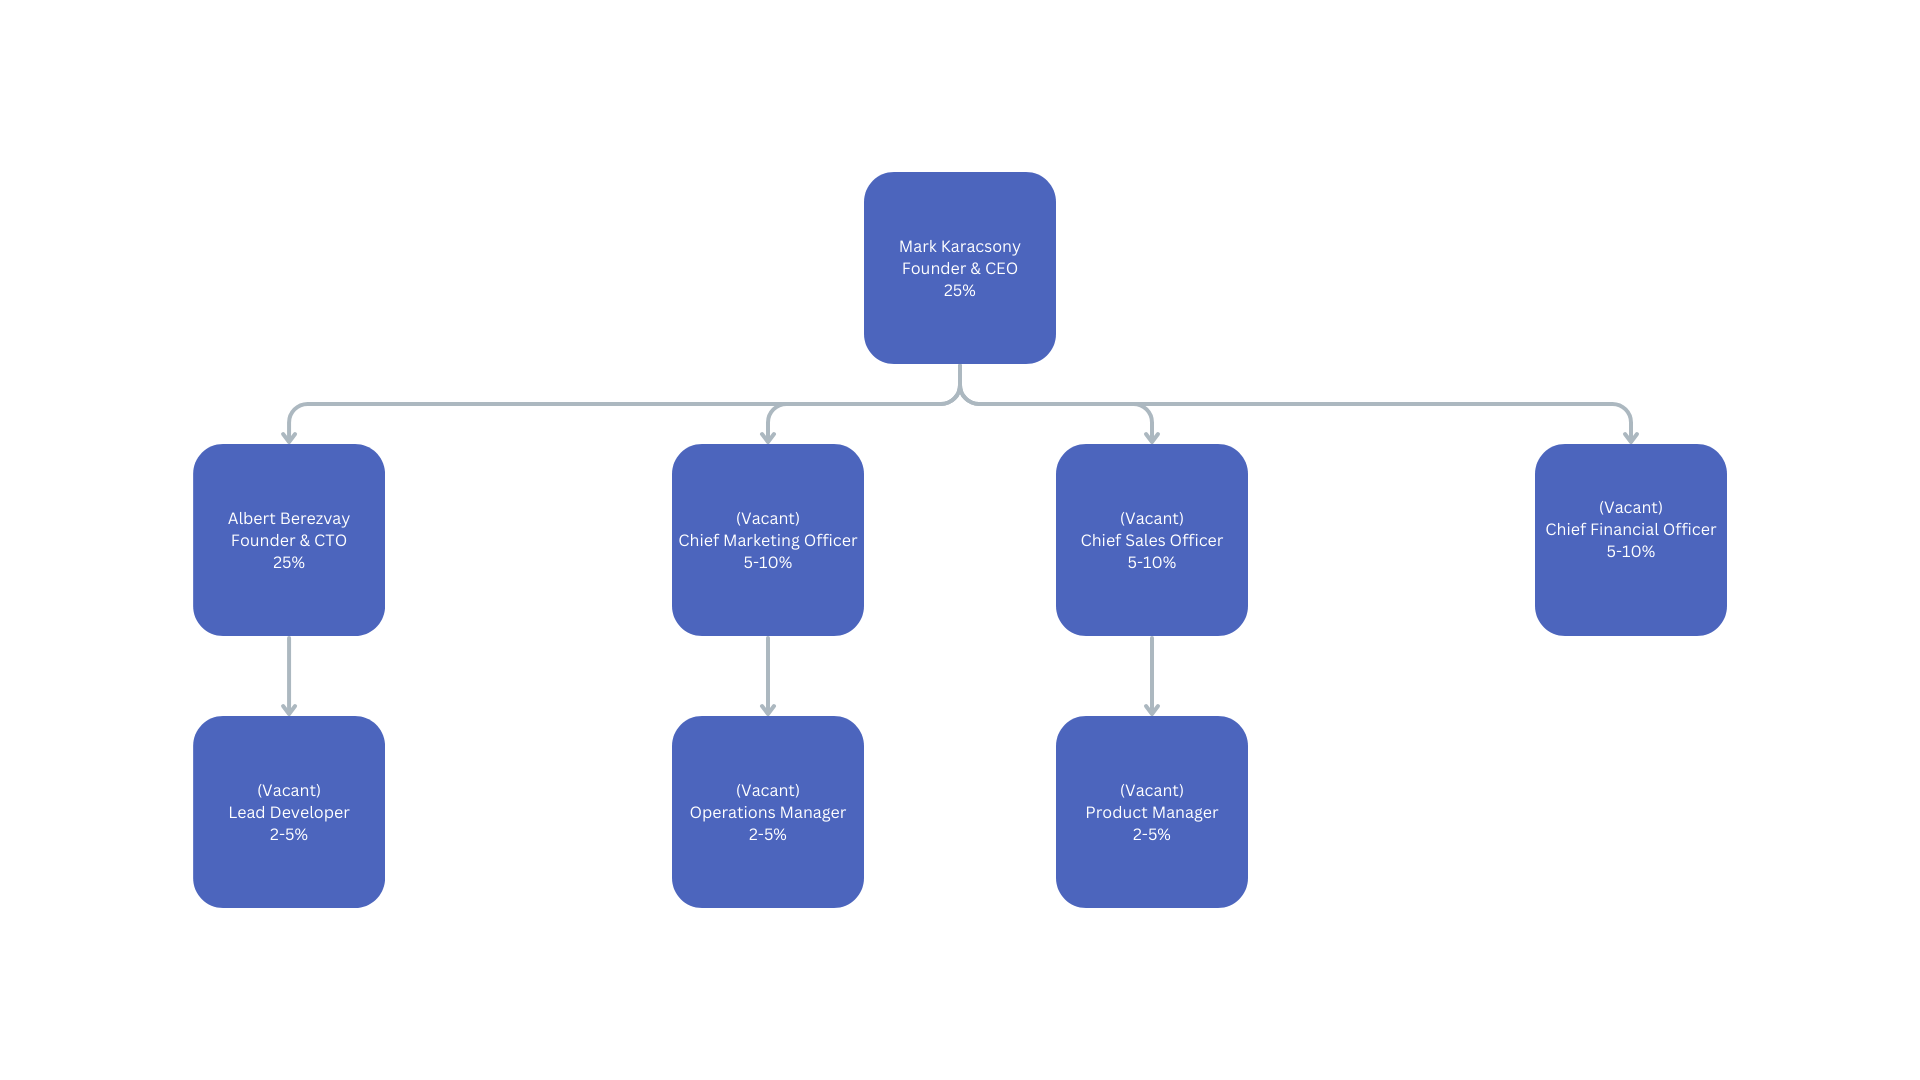 Mark Karacsony
Founder & CEO
25%
Albert Berezvay
Founder & CTO
25%
(Vacant)
Chief Marketing Officer
5-10%
(Vacant)
Chief Sales Officer
5-10%
(Vacant)
Chief Financial Officer
5-10%
(Vacant)
Lead Developer
2-5%
(Vacant)
Operations Manager
2-5%
(Vacant)
Product Manager
2-5%